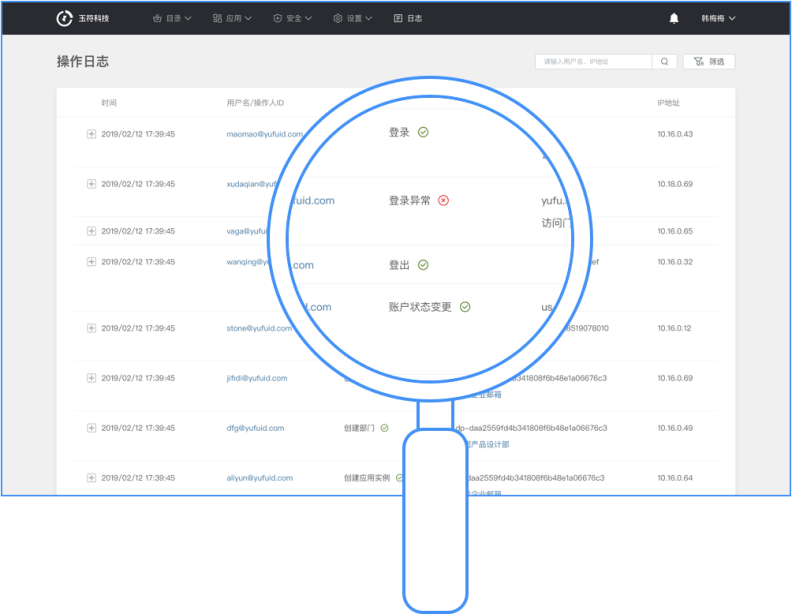 玉符科技 目录 应用 安全 设置 日志 韩梅梅
操作日志 请输入用户名、IP地址 筛选
时间 用户名/操作人ID IP地址
2019/02/12 17:39:45 maomao@yufuid.com 登录 10.16.0.43
2019/02/12 17:39:45 xudaqian@yuf 10.18.0.69
uid.com 登录异常 yufu.
访问门
2019/02/12 17:39:45 vaga@yufui 10.16.0.65
2019/02/12 17:39:45 wanqing@y com 登出 ef 10.16.0.32
l.com 账户状态变更 us
2019/02/12 17:39:45 stone@yufuid.com 8519078010 10.16.0.12
2019/02/12 17:39:45 jifidi@yufuid.com b341808f6b48e1a06676c3 10.16.0.69
企业邮箱
2019/02/12 17:39:45 dfg@yufuid.com 创建部门 dp-daa2559fd4b341808f6b48e1a06676c3 10.16.0.49
产品设计部
2019/02/12 17:39:45 aliyun@yufuid.com 创建应用实例 daa2559fd4b341808f6b48e1a06676c3 10.16.0.64
企业邮箱